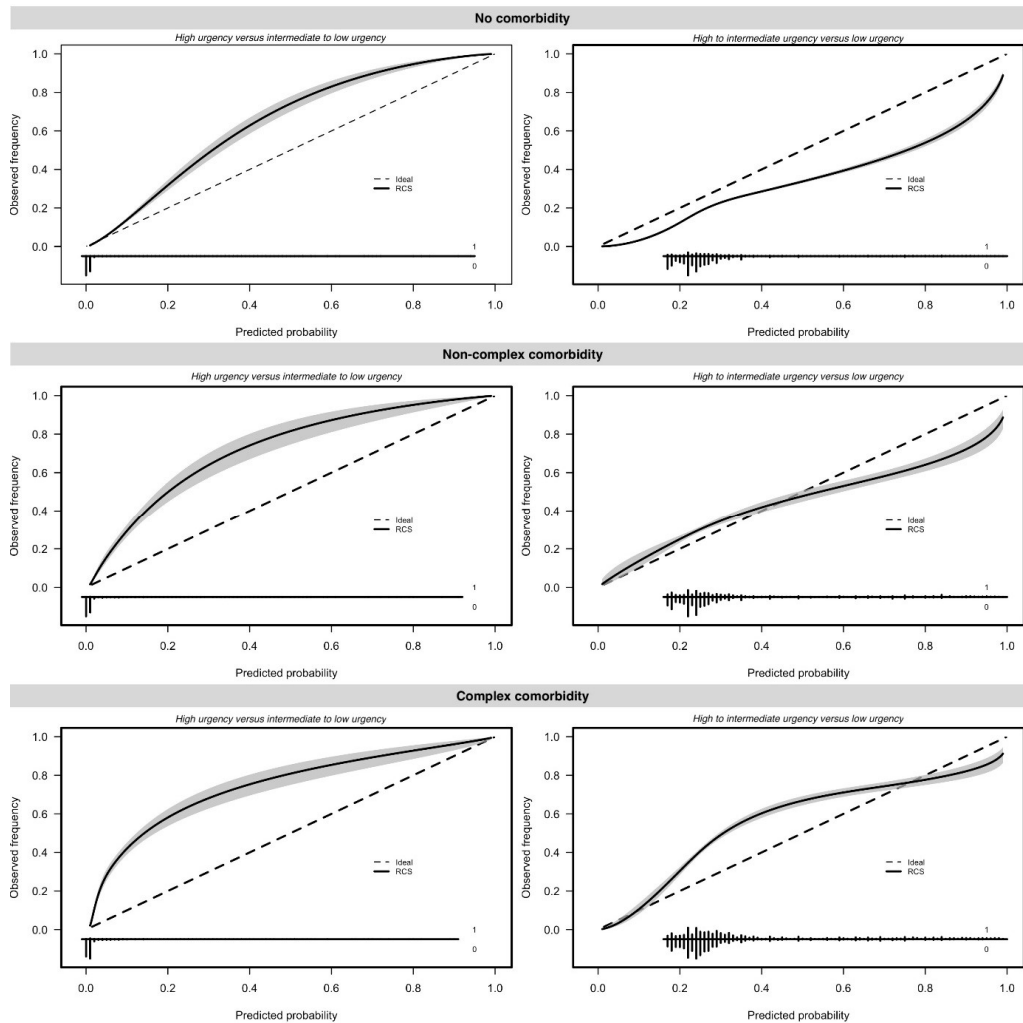 No comorbidity
High urgency versus intermediate to low urgency
Observed frequency
1.0
0.8
0.6
0.4
0.2
0.0
Ideal
RCS
1
0
0.0 0.2 0.4 0.6 0.8 1.0
Predicted probability
High to intermediate urgency versus low urgency
Observed frequency
1.0
0.8
0.6
0.4
0.2
0.0
Ideal
RCS
1
0
0.0 0.2 0.4 0.6 0.8 1.0
Predicted probability
Non-complex comorbidity
High urgency versus intermediate to low urgency
Observed frequency
1.0
0.8
0.6
0.4
0.2
0.0
Ideal
RCS
1
0
0.0 0.2 0.4 0.6 0.8 1.0
Predicted probability
High to intermediate urgency versus low urgency
Observed frequency
1.0
0.8
0.6
0.4
0.2
0.0
Ideal
RCS
1
0
0.0 0.2 0.4 0.6 0.8 1.0
Predicted probability
Complex comorbidity
High urgency versus intermediate to low urgency
Observed frequency
1.0
0.8
0.6
0.4
0.2
0.0
Ideal
RCS
1
0
0.0 0.2 0.4 0.6 0.8 1.0
Predicted probability
High to intermediate urgency versus low urgency
Observed frequency
1.0
0.8
0.6
0.4
0.2
0.0
Ideal
RCS
1
0
0.0 0.2 0.4 0.6 0.8 1.0
Predicted probability